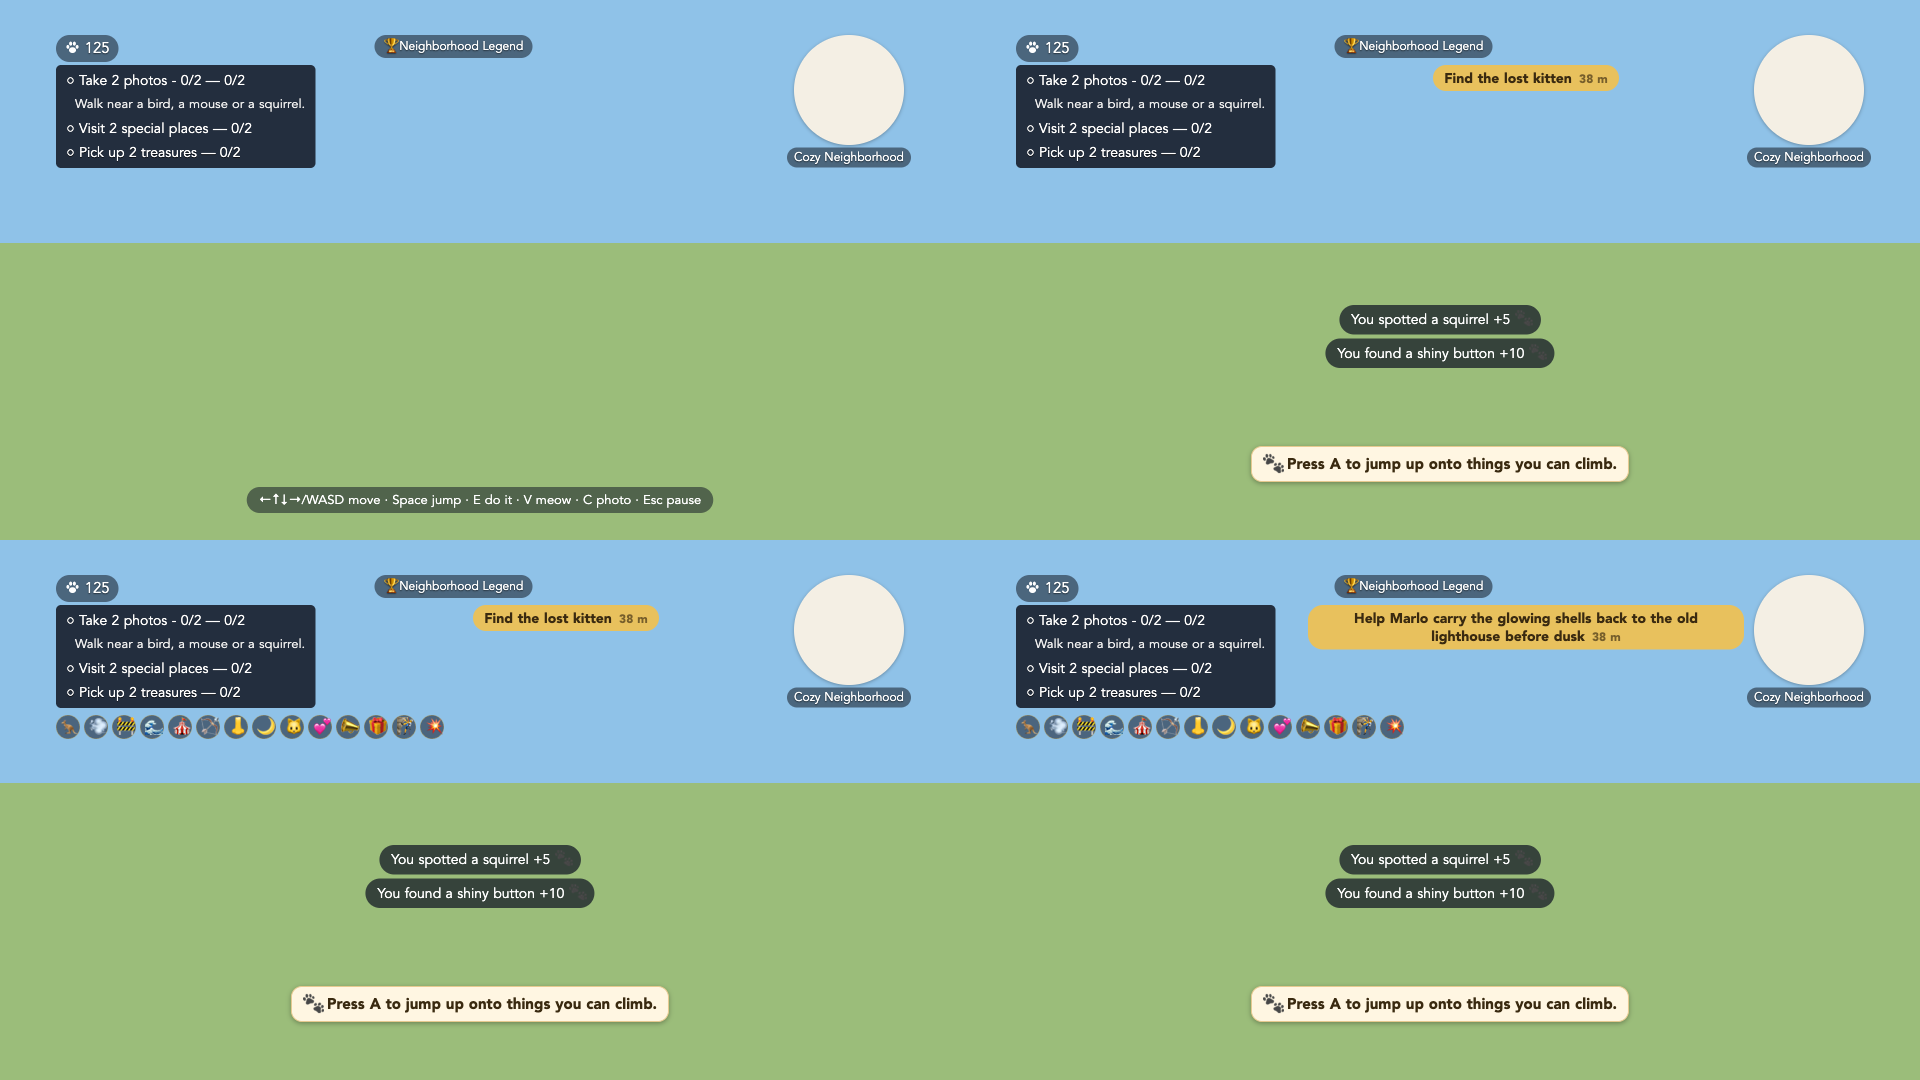 125
🏆Neighborhood Legend
Take 2 photos - 0/2 — 0/2
Walk near a bird, a mouse or a squirrel.
Visit 2 special places — 0/2
Pick up 2 treasures — 0/2
Cozy Neighborhood
←↑↓→/WASD move · Space jump · E do it · V meow · C photo · Esc pause
125
🏆Neighborhood Legend
Find the lost kitten 38 m
Take 2 photos - 0/2 — 0/2
Walk near a bird, a mouse or a squirrel.
Visit 2 special places — 0/2
Pick up 2 treasures — 0/2
Cozy Neighborhood
You spotted a squirrel +5
You found a shiny button +10
Press A to jump up onto things you can climb.
125
🏆Neighborhood Legend
Find the lost kitten 38 m
Take 2 photos - 0/2 — 0/2
Walk near a bird, a mouse or a squirrel.
Visit 2 special places — 0/2
Pick up 2 treasures — 0/2
Cozy Neighborhood
You spotted a squirrel +5
You found a shiny button +10
Press A to jump up onto things you can climb.
125
🏆Neighborhood Legend
Help Marlo carry the glowing shells back to the old
lighthouse before dusk 38 m
Take 2 photos - 0/2 — 0/2
Walk near a bird, a mouse or a squirrel.
Visit 2 special places — 0/2
Pick up 2 treasures — 0/2
Cozy Neighborhood
You spotted a squirrel +5
You found a shiny button +10
Press A to jump up onto things you can climb.